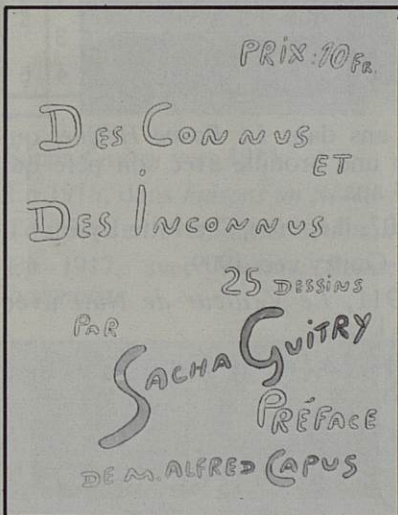 PRIX : 10 FR.
DES CONNUS
ET
DES INCONNUS
25 DESSINS
PAR
SACHA GUITRY
PRÉFACE
DE M. ALFRED CAPUS